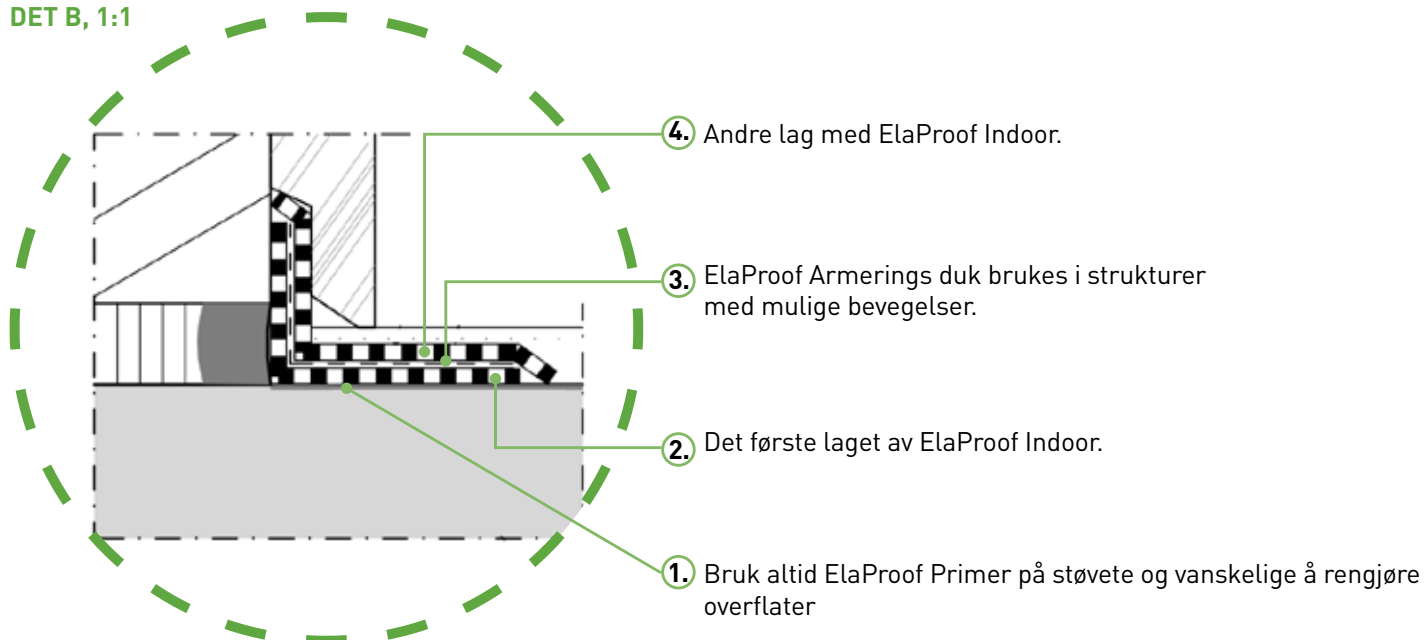 DET B, 1:1
4. Andre lag med ElaProof Indoor.
3. ElaProof Armerings duk brukes i strukturer
med mulige bevegelser.
2. Det første laget av ElaProof Indoor.
1. Bruk altid ElaProof Primer på støvete og vanskelige å rengjøre
overflater